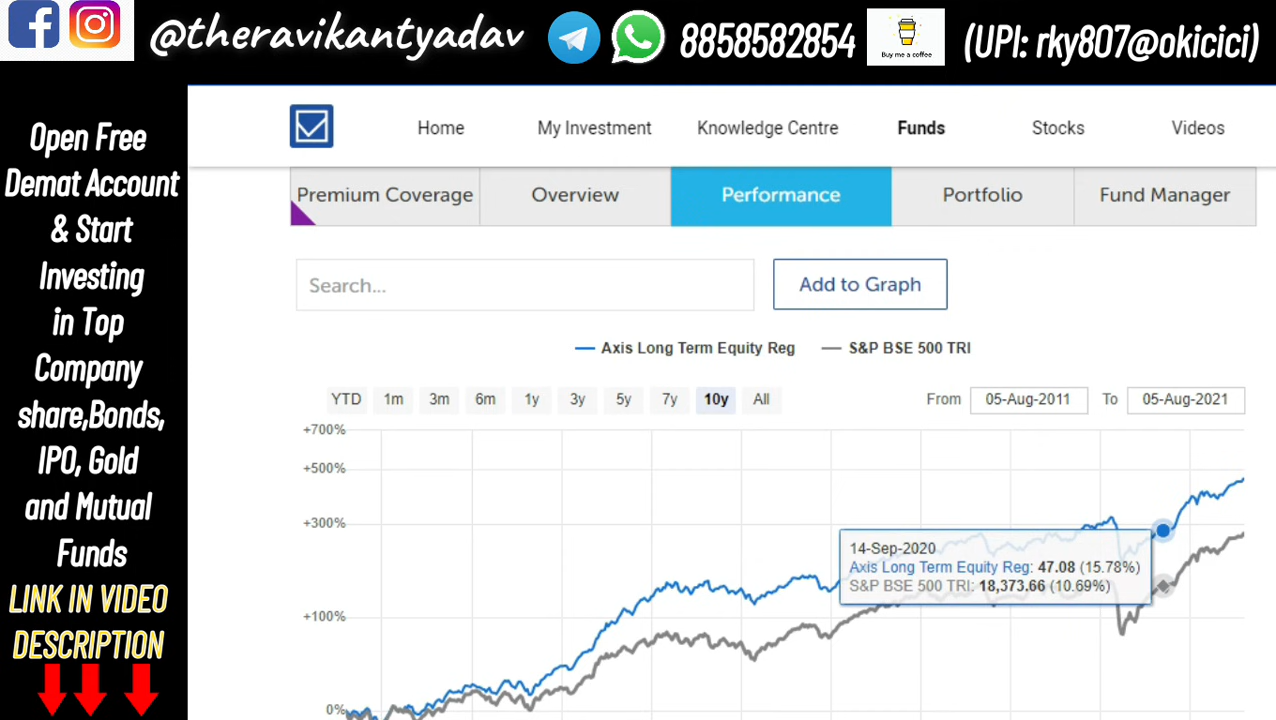 @theravikantyadav 8858582854 Buy me a coffee (UPI: rky807@okicici)
Open Free
Demat Account
& Start
Investing
in Top
Company
share,Bonds,
IPO, Gold
and Mutual
Funds
LINK IN VIDEO
DESCRIPTION
Home My Investment Knowledge Centre Funds Stocks Videos
Premium Coverage Overview Performance Portfolio Fund Manager
Search... Add to Graph
Axis Long Term Equity Reg S&P BSE 500 TRI
YTD 1m 3m 6m 1y 3y 5y 7y 10y All From 05-Aug-2011 To 05-Aug-2021
+700%
+500%
+300%
14-Sep-2020
Axis Long Term Equity Reg: 47.08 (15.78%)
S&P BSE 500 TRI: 18,373.66 (10.69%)
+100%
0%